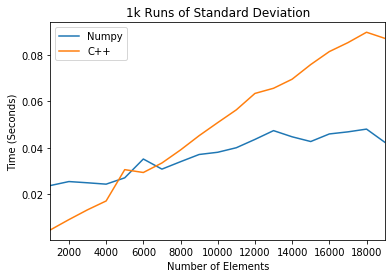 1k Runs of Standard Deviation
Numpy
C++
Time (Seconds)
0.08
0.06
0.04
0.02
2000 4000 6000 8000 10000 12000 14000 16000 18000
Number of Elements